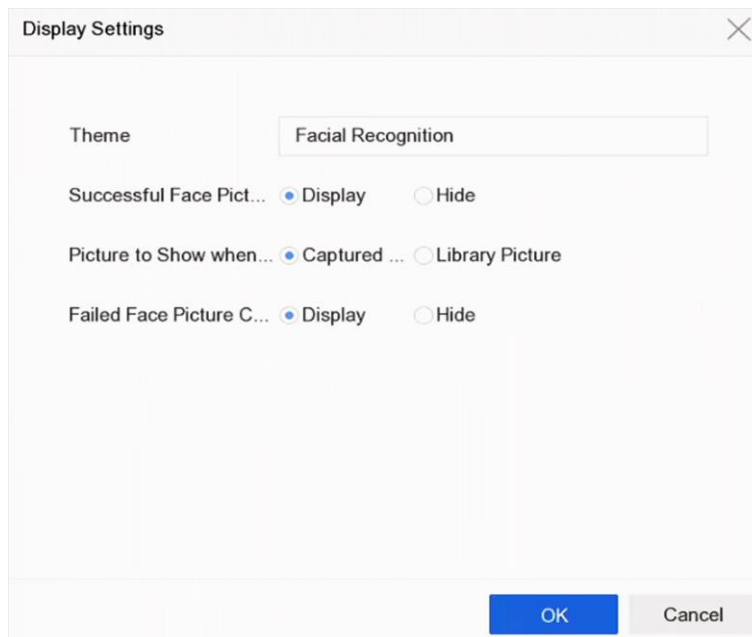 Display Settings
Theme Facial Recognition
Successful Face Pict... Display Hide
Picture to Show when... Captured ... Library Picture
Failed Face Picture C... Display Hide
OK Cancel